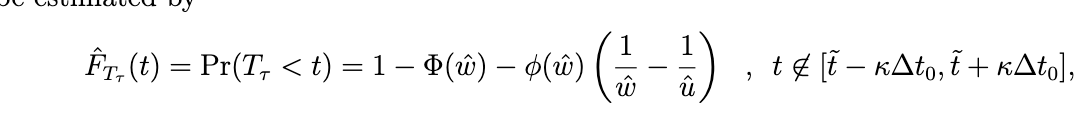 be estimated by
F̂_{T_τ}(t) = Pr(T_τ < t) = 1 − Φ(ŵ) − ϕ(ŵ) (1/ŵ − 1/û) , t ∉ [t̃ − κΔt₀, t̃ + κΔt₀],